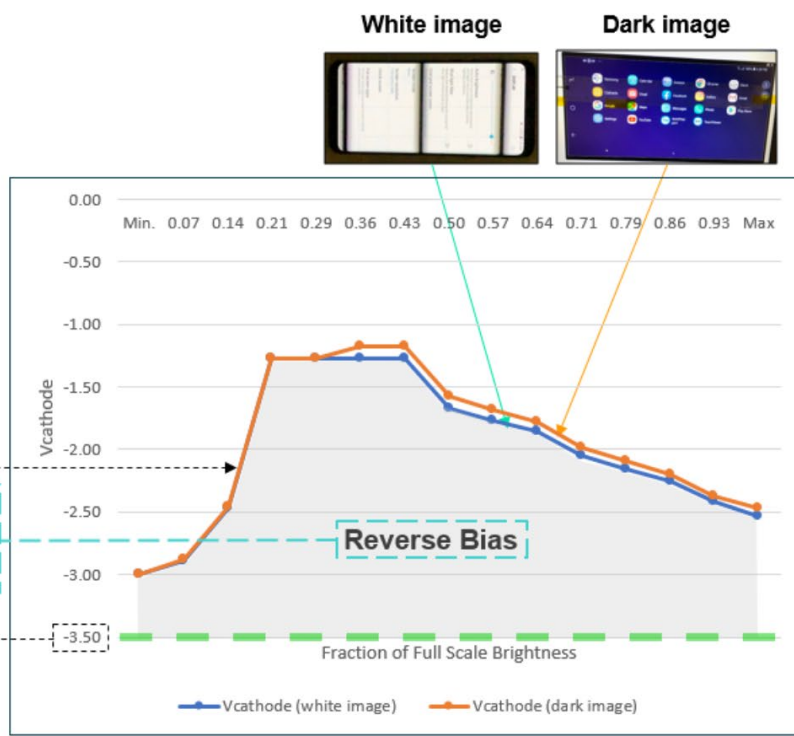 White image
Dark image
0.00
Min. 0.07 0.14 0.21 0.29 0.36 0.43 0.50 0.57 0.64 0.71 0.79 0.86 0.93 Max
-0.50
-1.00
-1.50
Vcathode
-2.00
-2.50
Reverse Bias
-3.00
-3.50
Fraction of Full Scale Brightness
Vcathode (white image)
Vcathode (dark image)